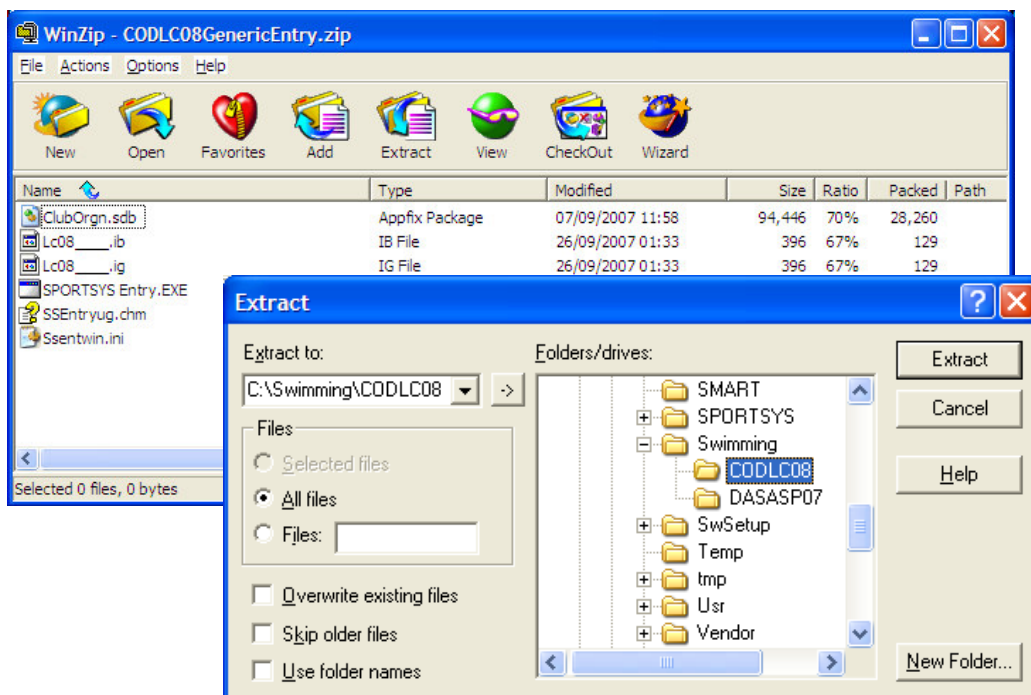 WinZip - CODLC08GenericEntry.zip
File Actions Options Help
New Open Favorites Add Extract View CheckOut Wizard
Name Type Modified Size Ratio Packed Path
ClubOrgn.sdb Appfix Package 07/09/2007 11:58 94,446 70% 28,260
Lc08____.ib IB File 26/09/2007 01:33 396 67% 129
Lc08____.ig IG File 26/09/2007 01:33 396 67% 129
SPORTSYS Entry.EXE
SSEntryug.chm
Ssentwin.ini
Selected 0 files, 0 bytes
Extract
Extract to:
C:\Swimming\CODLC08
->
Files
Selected files
All files
Files:
Overwrite existing files
Skip older files
Use folder names
Folders/drives:
SMART
SPORTSYS
Swimming
CODLC08
DASASP07
SwSetup
Temp
tmp
Usr
Vendor
Extract
Cancel
Help
New Folder...